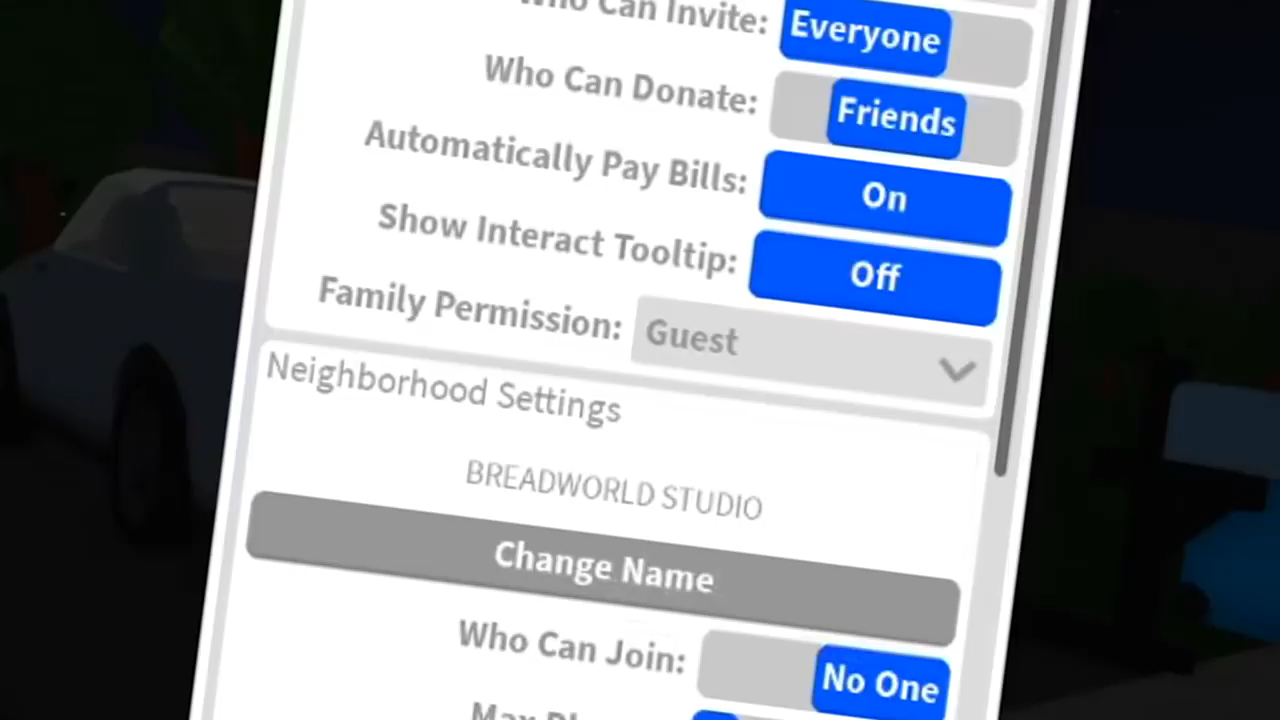 Who Can Invite: Everyone
Who Can Donate: Friends
Automatically Pay Bills: On
Show Interact Tooltip: Off
Family Permission: Guest
Neighborhood Settings
BREADWORLD STUDIO
Change Name
Who Can Join: No One
Max